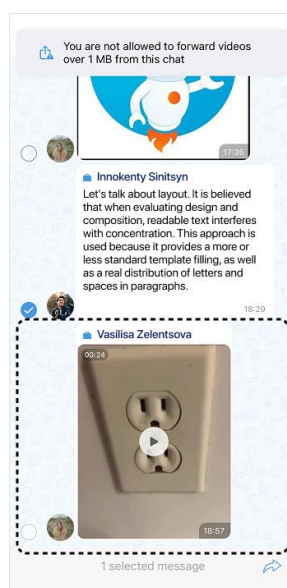 You are not allowed to forward videos
over 1 MB from this chat
17:35
Innokenty Sinitsyn
Let's talk about layout. It is believed
that when evaluating design and
composition, readable text interferes
with concentration. This approach is
used because it provides a more or
less standard template filling, as well
as a real distribution of letters and
spaces in paragraphs.
18:29
Vasilisa Zelentsova
00:24
18:57
1 selected message